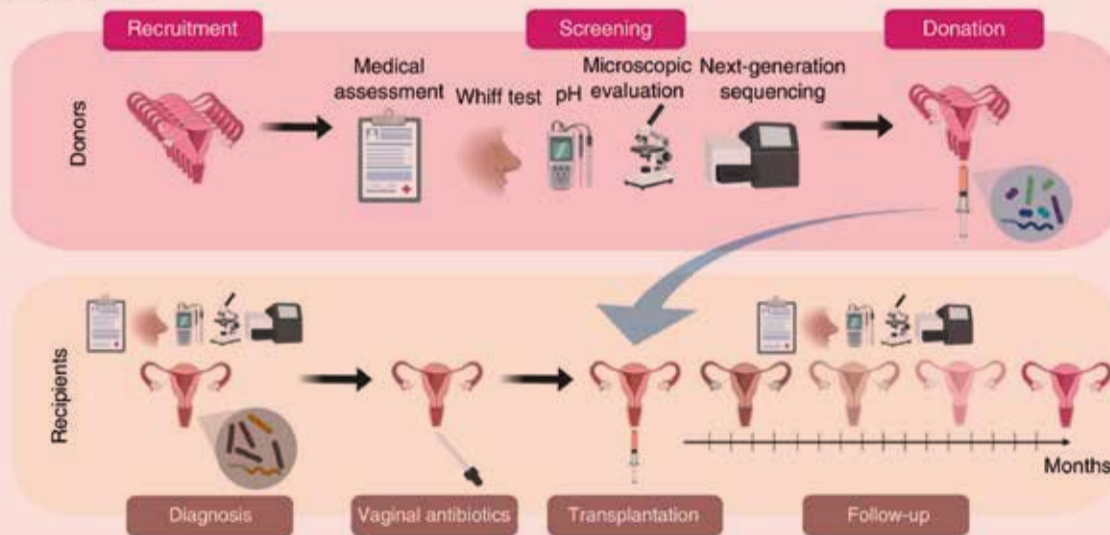 Recruitment
Screening
Donation
Donors
Medical
assessment
Whiff test
pH
Microscopic
evaluation
Next-generation
sequencing
Recipients
Months
Diagnosis
Vaginal antibiotics
Transplantation
Follow-up